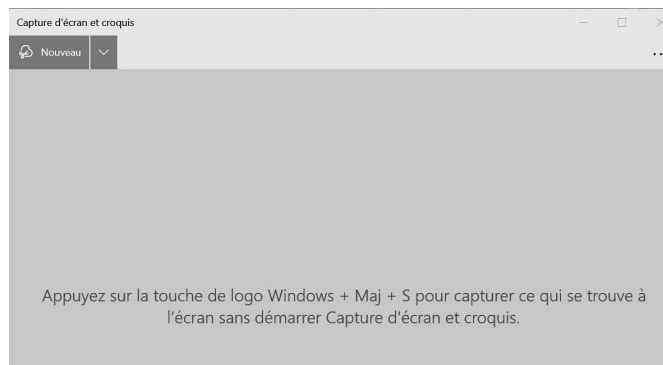 Capture d'écran et croquis
Nouveau
Appuyez sur la touche de logo Windows + Maj + S pour capturer ce qui se trouve à
l'écran sans démarrer Capture d'écran et croquis.